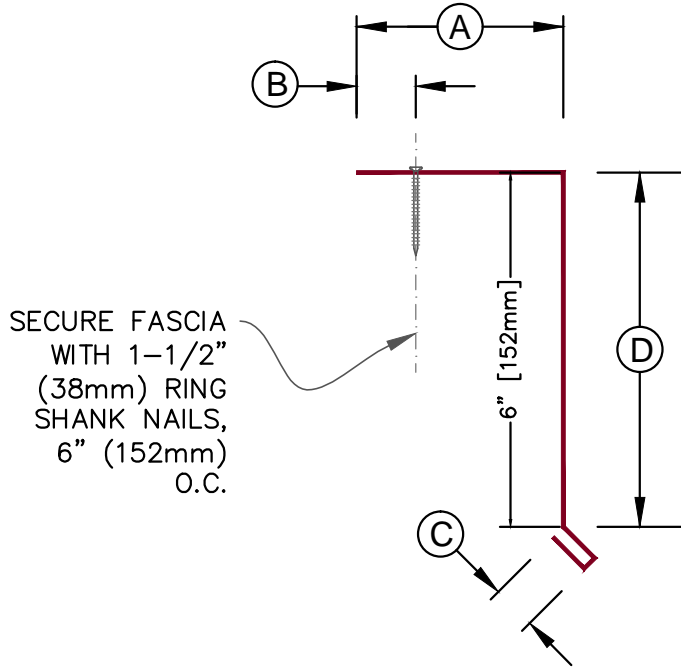 A
B
SECURE FASCIA
WITH 1-1/2"
(38mm) RING
SHANK NAILS,
6" (152mm)
O.C.
6" [152mm]
D
C